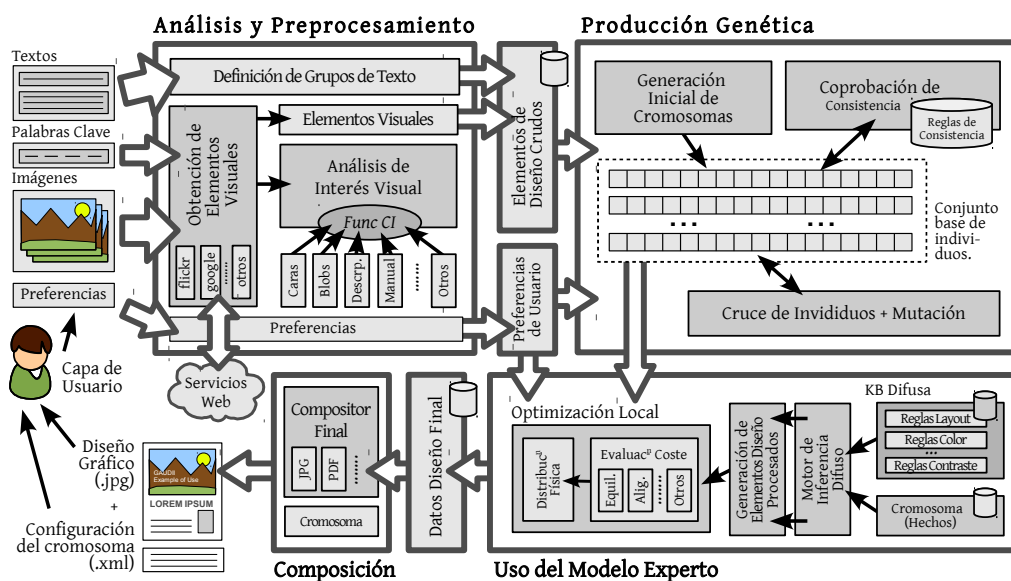 Análisis y Preprocesamiento
Producción Genética
Textos
Palabras Clave
Imágenes
Preferencias
Capa de
Usuario
Definición de Grupos de Texto
Obtención de
Elementos
Visuales
flickr
google
......
otros
Elementos Visuales
Análisis de
Interés Visual
Func CI
Caras
Blobs
Descrp.
Manual
......
Otros
Preferencias
Servicios
Web
Elementos de
Diseño Crudos
Preferencias
de Usuario
Generación
Inicial de
Cromosomas
Coprobación de
Consistencia
Reglas de
Consistencia
...
...
Conjunto
base de
indivi-
duos.
Cruce de Invididuos + Mutación
KB Difusa
Reglas Layout
Reglas Color
...
Reglas Contraste
Cromosoma
(Hechos)
Motor de
Inferencia
Difuso
Generación de
Elementos Diseño
Procesados
Optimización Local
Evaluacᵒ Coste
Equil.
Alig.
......
Otros
Distribucᵒ
Física
Uso del Modelo Experto
Datos Diseño Final
Compositor
Final
JPG
PDF
......
Cromosoma
Composición
Diseño
Gráfico
(.jpg)
+
Configuración
del cromosoma
(.xml)
GAUDII
Example of Use
LOREM IPSUM